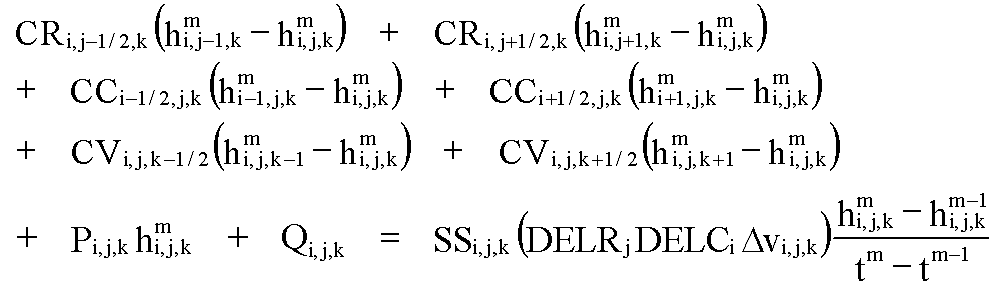 CR_{i,j−1/2,k}(h^m_{i,j−1,k} − h^m_{i,j,k}) + CR_{i,j+1/2,k}(h^m_{i,j+1,k} − h^m_{i,j,k})
+ CC_{i−1/2,j,k}(h^m_{i−1,j,k} − h^m_{i,j,k}) + CC_{i+1/2,j,k}(h^m_{i+1,j,k} − h^m_{i,j,k})
+ CV_{i,j,k−1/2}(h^m_{i,j,k−1} − h^m_{i,j,k}) + CV_{i,j,k+1/2}(h^m_{i,j,k+1} − h^m_{i,j,k})
+ P_{i,j,k} h^m_{i,j,k} + Q_{i,j,k} = SS_{i,j,k}(DELR_j DELC_i Δv_{i,j,k}) \frac{h^m_{i,j,k} − h^{m−1}_{i,j,k}}{t^m − t^{m−1}}